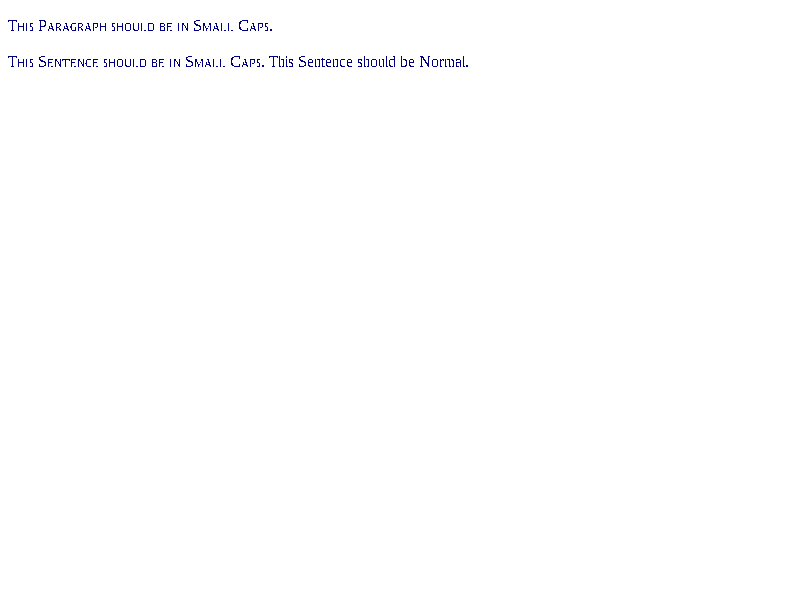 This Paragraph should be in Small Caps.
This Sentence should be in Small Caps. This Sentence should be Normal.